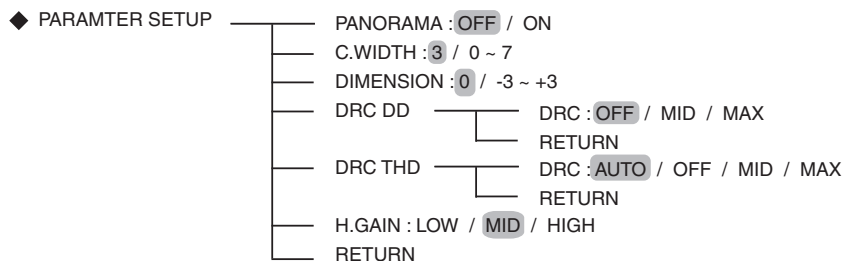 ◆ PARAMTER SETUP
PANORAMA : OFF / ON
C.WIDTH : 3 / 0 ~ 7
DIMENSION : 0 / -3 ~ +3
DRC DD
DRC : OFF / MID / MAX
RETURN
DRC THD
DRC : AUTO / OFF / MID / MAX
RETURN
H.GAIN : LOW / MID / HIGH
RETURN